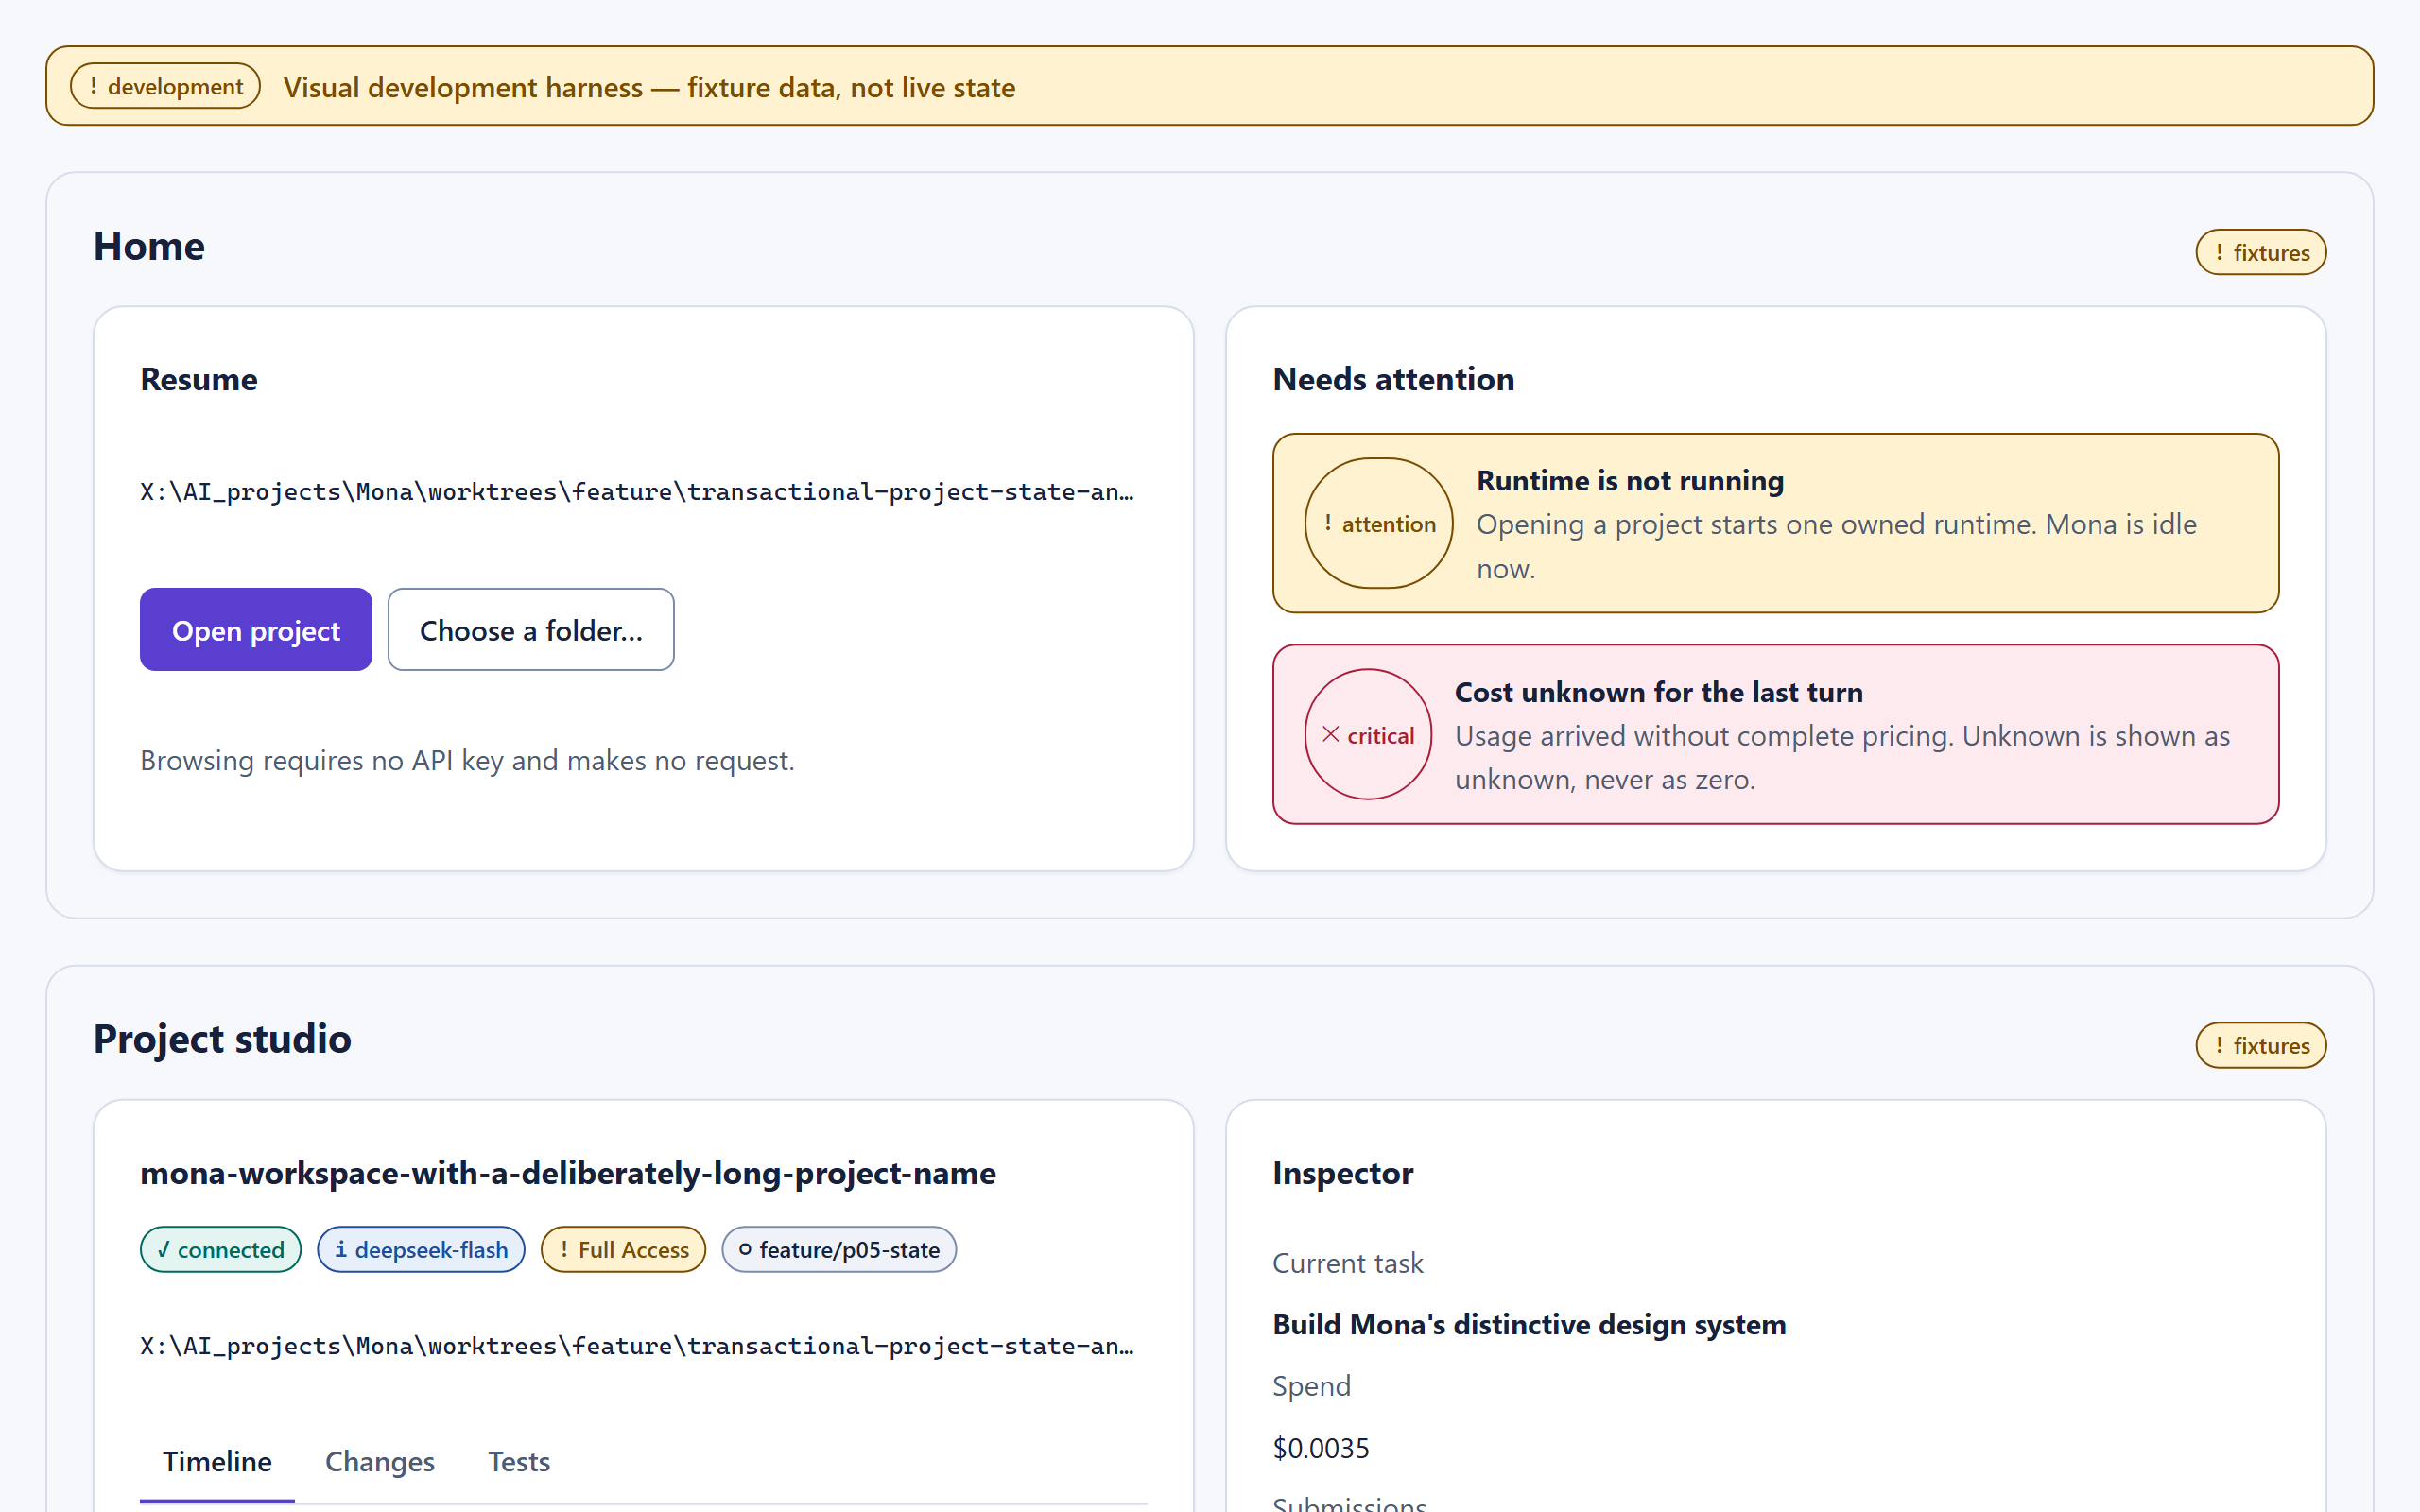 ! development Visual development harness — fixture data, not live state
Home
! fixtures
Resume
X:\AI_projects\Mona\worktrees\feature\transactional-project-state-an…
Open project
Choose a folder…
Browsing requires no API key and makes no request.
Needs attention
! attention
Runtime is not running
Opening a project starts one owned runtime. Mona is idle
now.
× critical
Cost unknown for the last turn
Usage arrived without complete pricing. Unknown is shown as
unknown, never as zero.
Project studio
! fixtures
mona-workspace-with-a-deliberately-long-project-name
✓ connected
i deepseek-flash
! Full Access
feature/p05-state
X:\AI_projects\Mona\worktrees\feature\transactional-project-state-an…
Timeline
Changes
Tests
Inspector
Current task
Build Mona's distinctive design system
Spend
$0.0035
Submissions